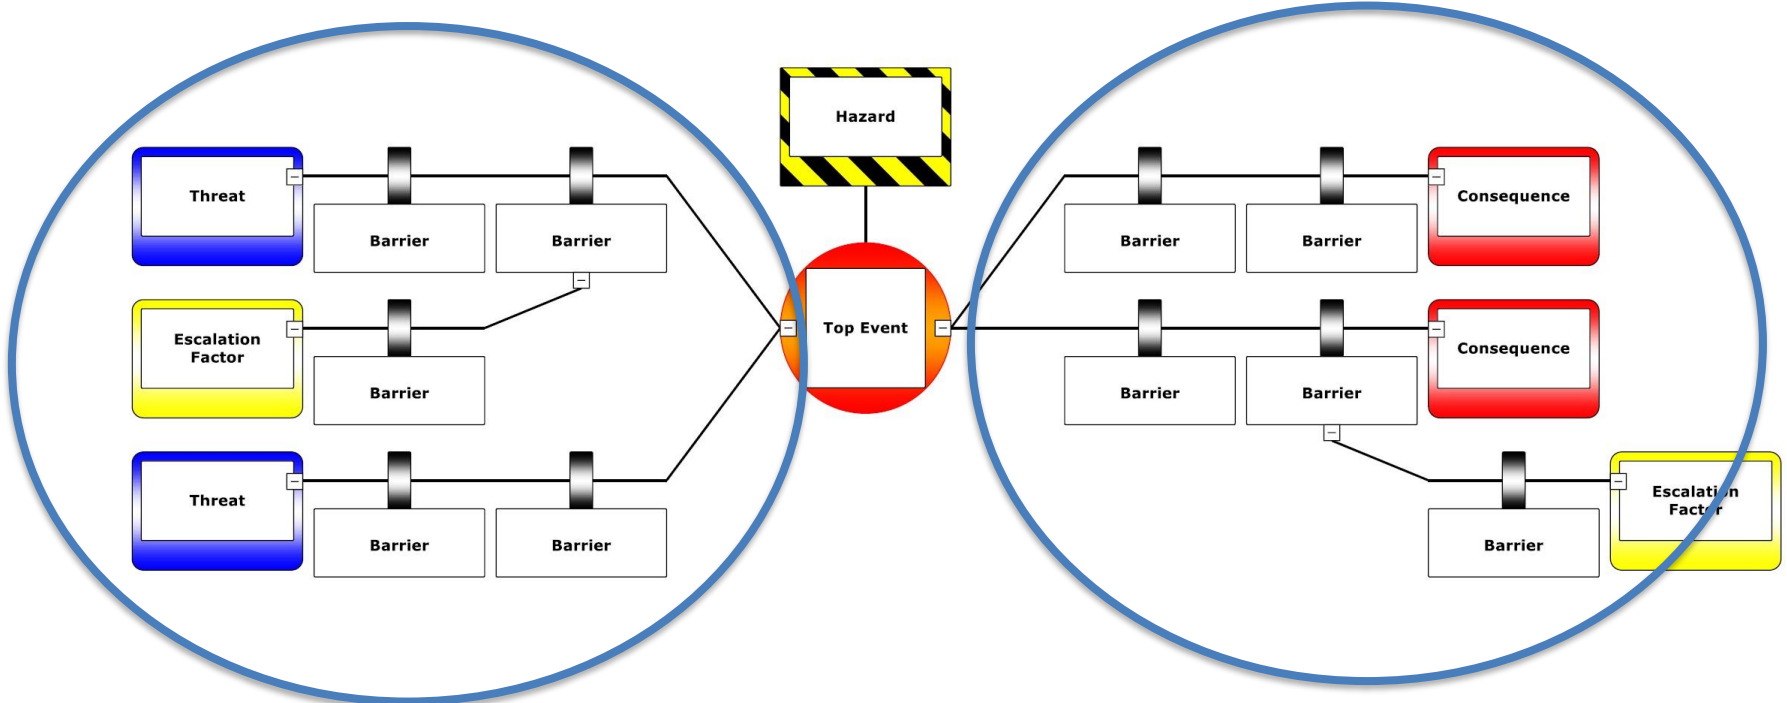 Hazard
Threat
Barrier
Barrier
Barrier
Barrier
Consequence
Escalation
Factor
Barrier
Top Event
Barrier
Barrier
Consequence
Threat
Barrier
Barrier
Barrier
Escalation
Factor